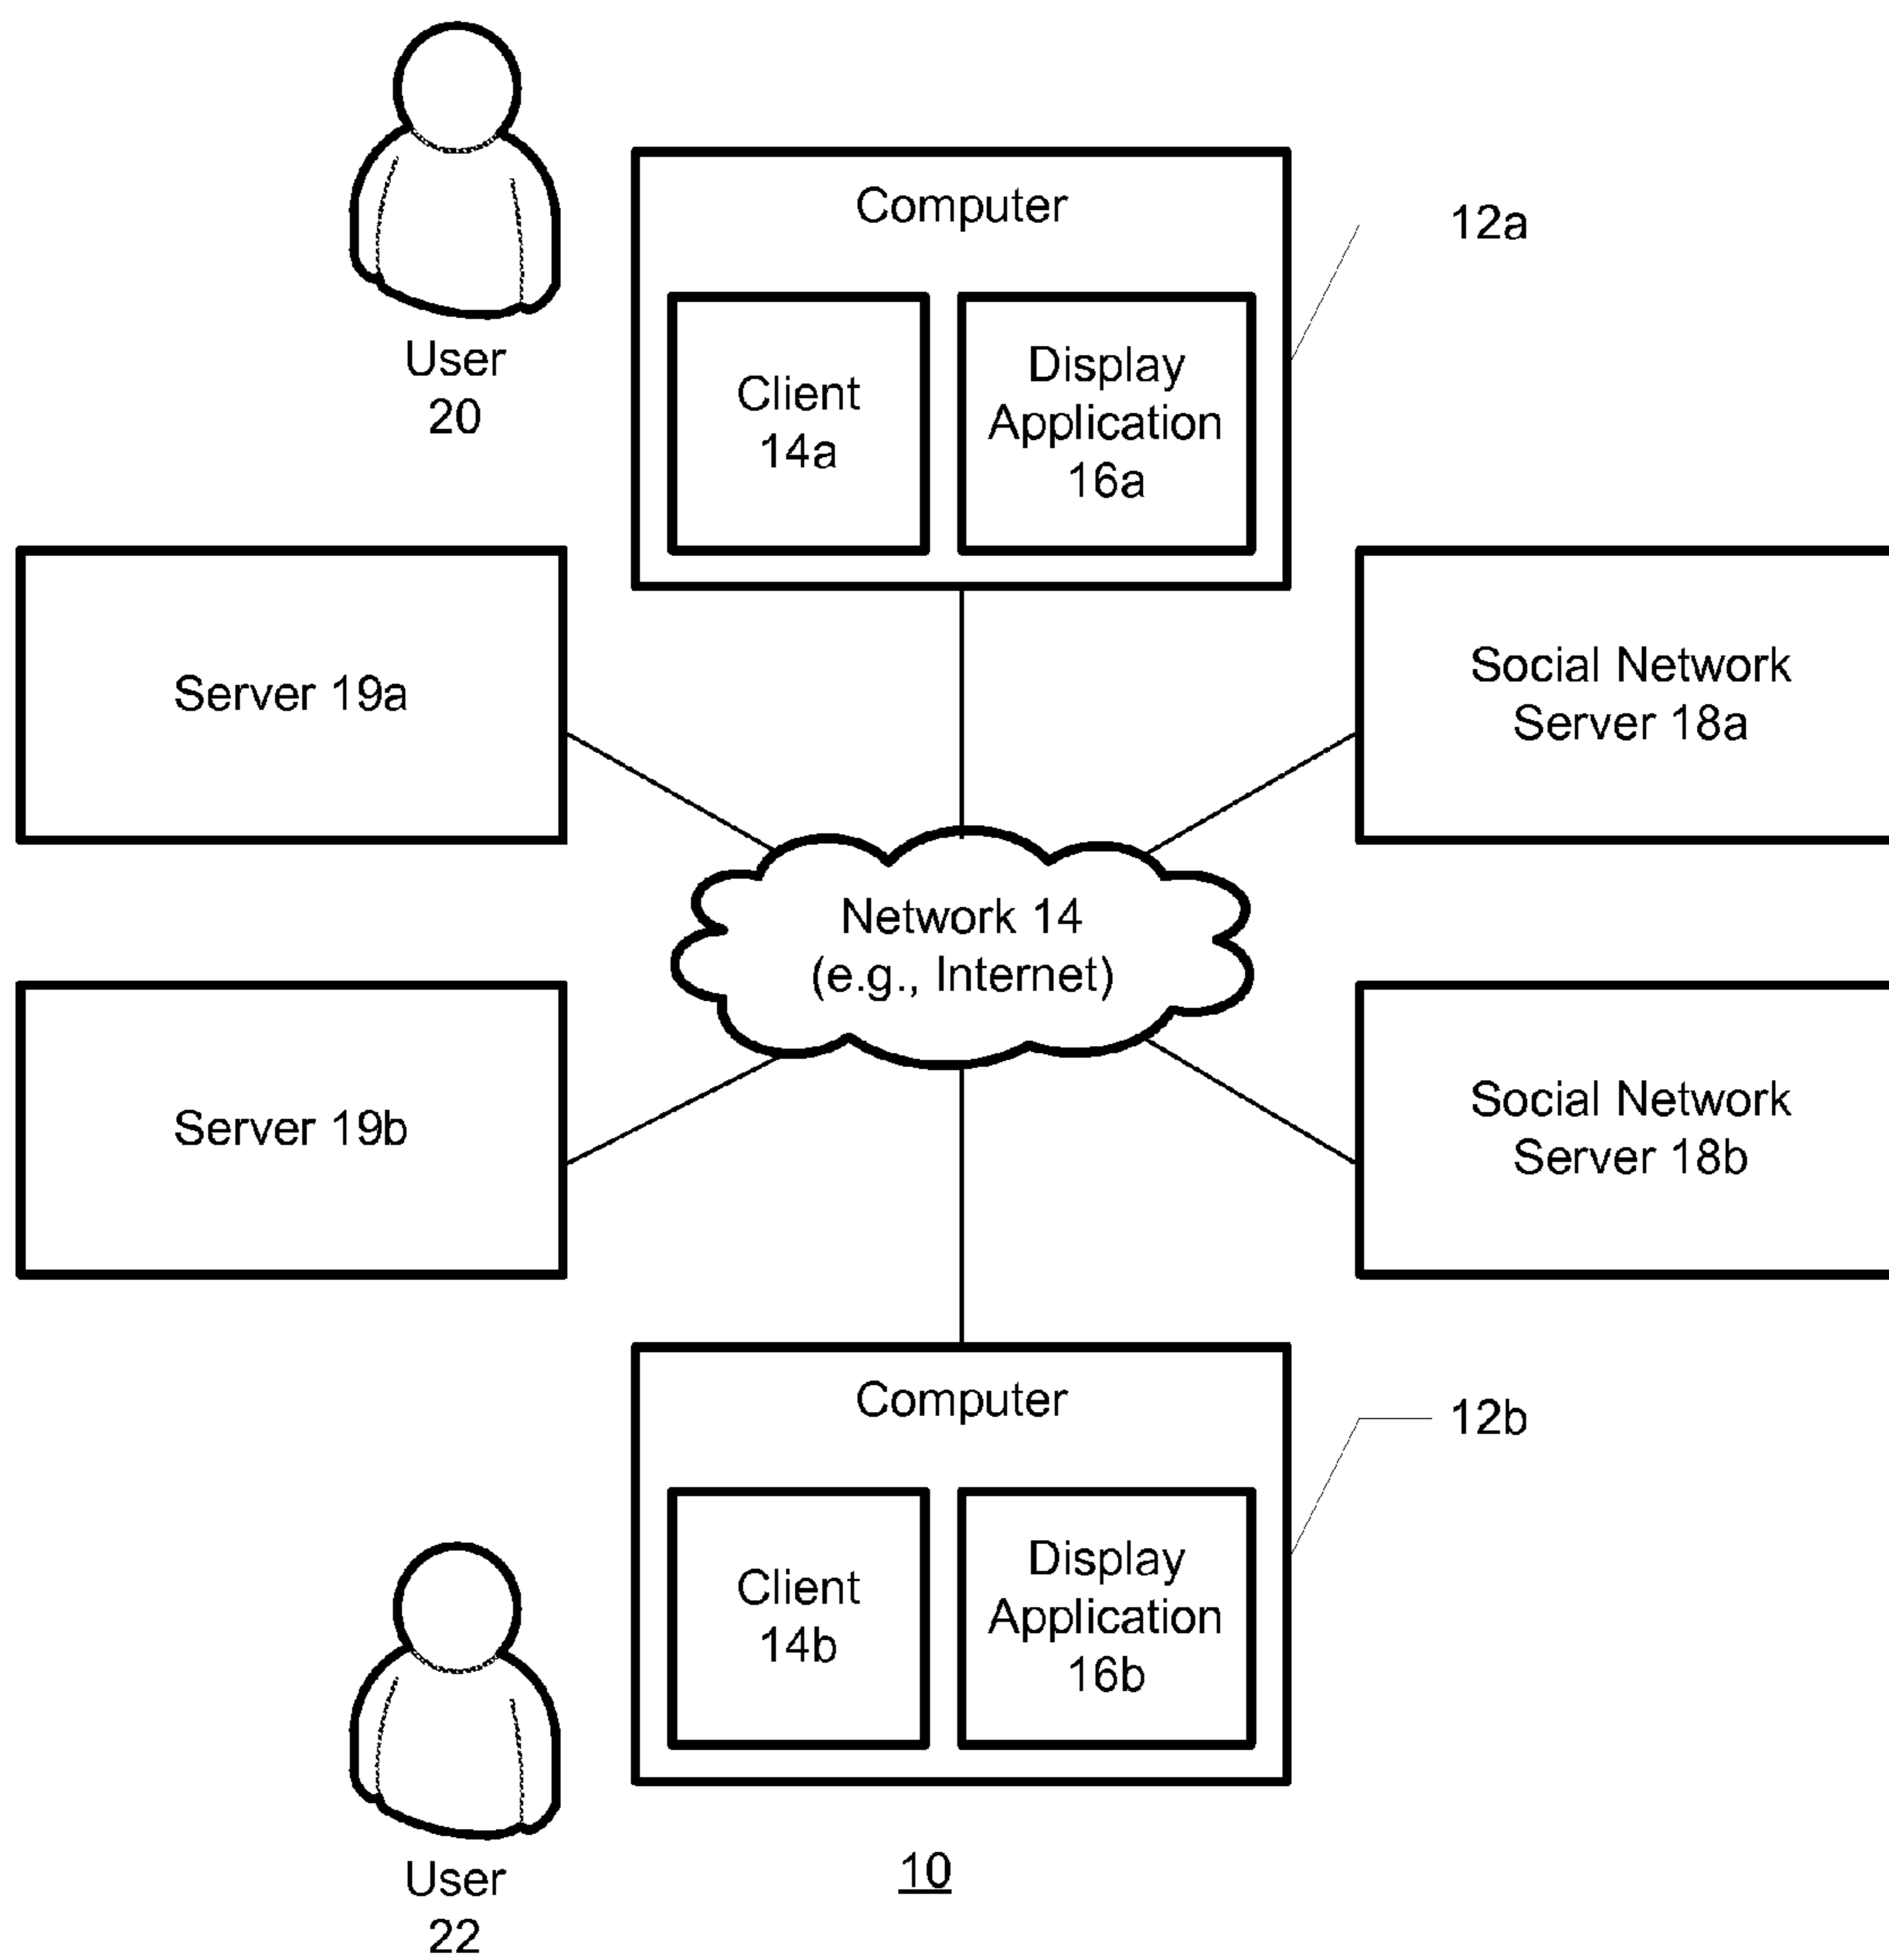 User
20
Computer
12a
Client
14a
Display
Application
16a
Server 19a
Social Network
Server 18a
Network 14
(e.g., Internet)
Server 19b
Social Network
Server 18b
Computer
12b
Client
14b
Display
Application
16b
User
22
10